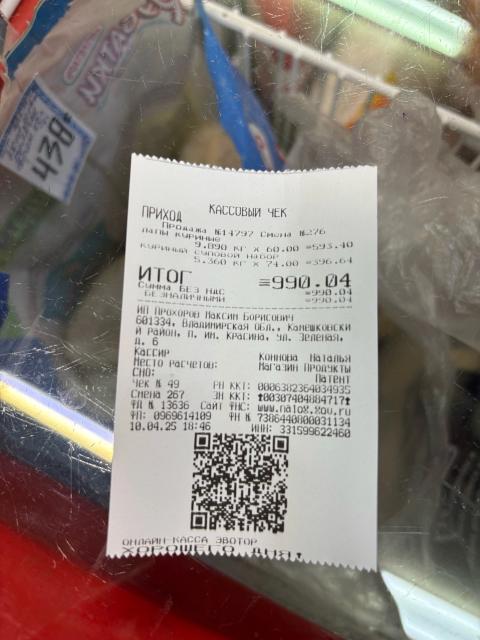 438
КАССОВЫЙ ЧЕК
ПРИХОД
Продажа №14797 Смена №276
ЛАПЫ КУРИНЫЕ
9.890 КГ X 60.00 =593.40
КУРИНЫЙ СУПОВОЙ НАБОР
5.360 КГ X 74.00 =396.64
ИТОГ =990.04
СУММА БЕЗ НДС =990.04
БЕЗНАЛИЧНЫМИ =990.04
ИП ПРОХОРОВ МАКСИМ БОРИСОВИЧ
601334, ВЛАДИМИРСКАЯ ОБЛ., КАМЕШКОВСКИ
Й РАЙОН, П. ИМ. КРАСИНА, УЛ. ЗЕЛЕНАЯ,
Д. 6
КАССИР КОННОВА НАТАЛЬЯ
МЕСТО РАСЧЕТОВ: МАГАЗИН ПРОДУКТЫ
СНО: ПАТЕНТ
ЧЕК № 49 РН ККТ: 0006382364034935
СМЕНА 267 ЗН ККТ: 00307404884717
ФД № 13636 САЙТ ФНС: www.nalog.gov.ru
ФП: 0969614109 ФН № 7386440800031134
10.04.25 18:46 ИНН: 331599622460
ОНЛАЙН-КАССА ЭВОТОР
ХОРОШЕГО ДНЯ!